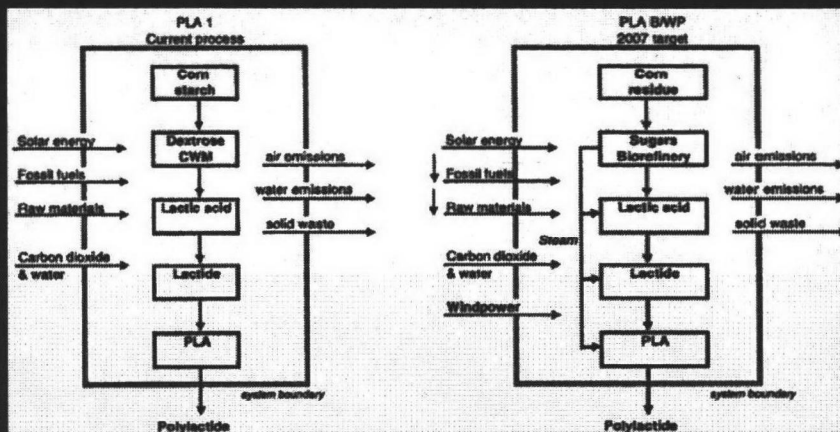 PLA 1
Current process
Corn
starch
Solar energy
Dextrose
CWM
air emissions
Fossil fuels
water emissions
Raw materials
Lactic acid
solid waste
Carbon dioxide
& water
Lactide
PLA
system boundary
Polylactide
PLA B/WP
2007 target
Corn
residue
Solar energy
Sugars
Biorefinery
air emissions
Fossil fuels
water emissions
Raw materials
Lactic acid
solid waste
Steam
Carbon dioxide
& water
Lactide
Windpower
PLA
system boundary
Polylactide